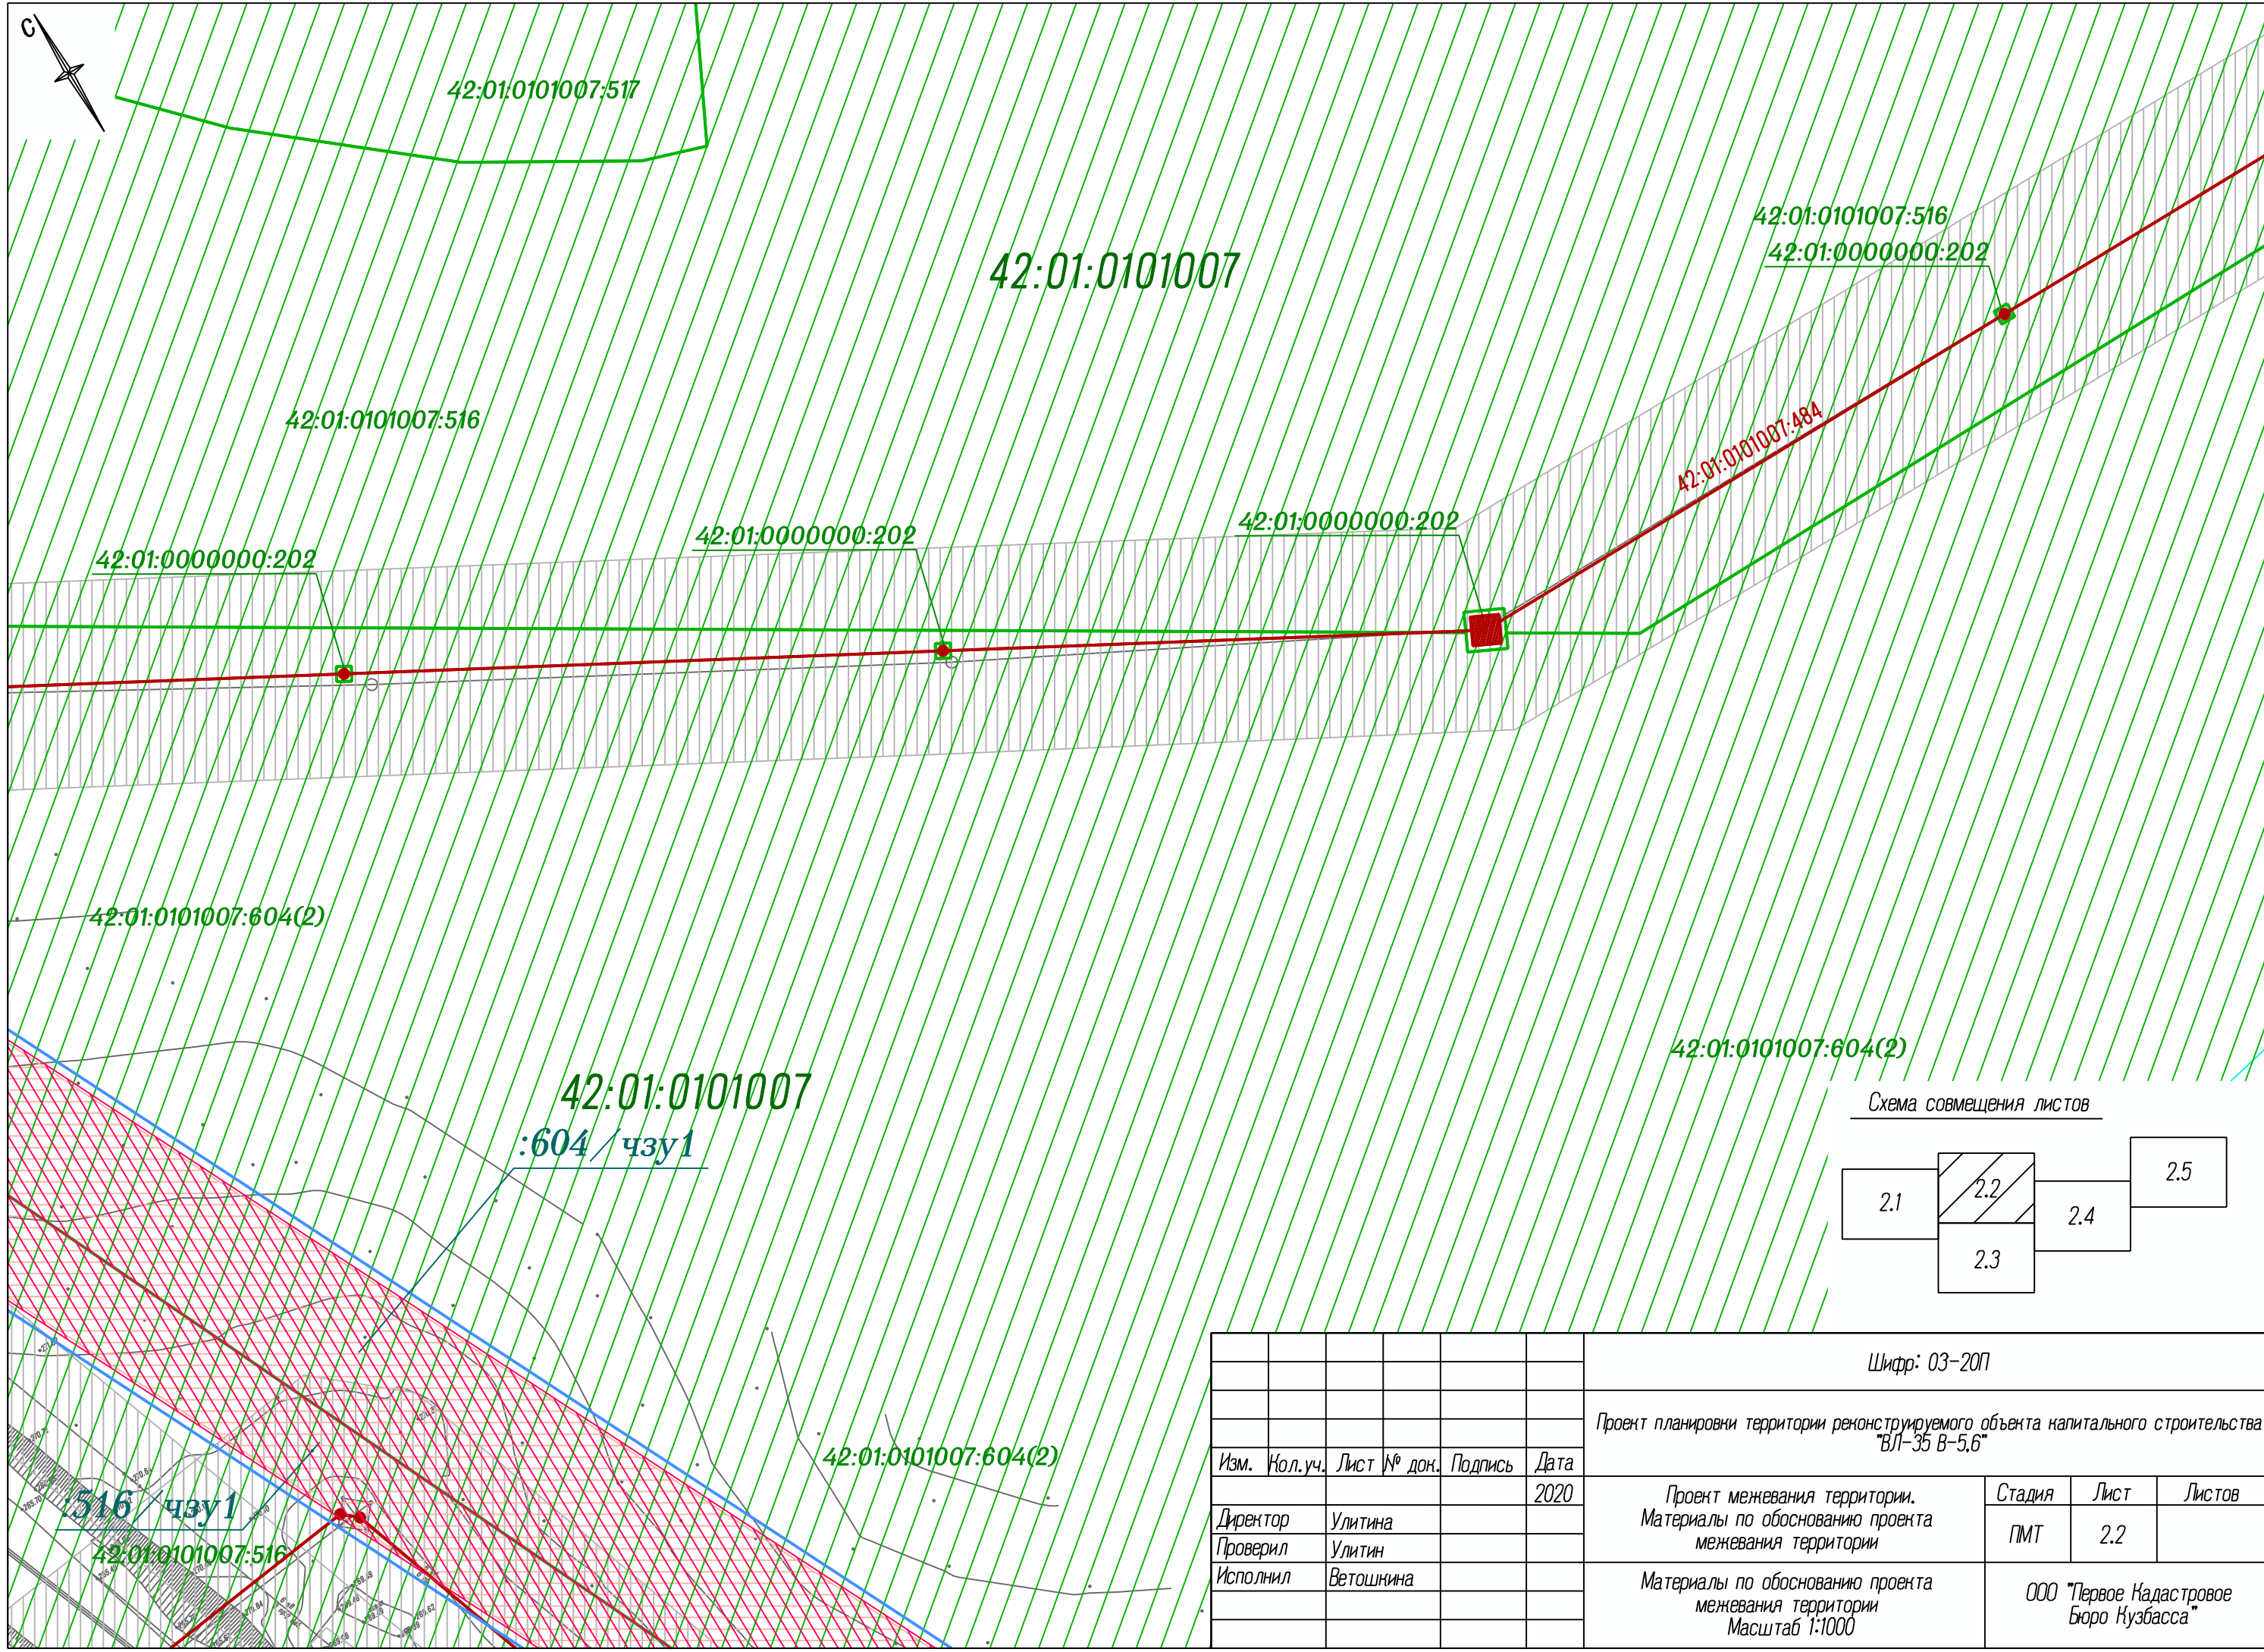 С
42:01:0101007:517
42:01:0101007
42:01:0101007:516
42:01:0000000:202
42:01:0101007:516
42:01:0101007:484
42:01:0000000:202
42:01:0000000:202
42:01:0000000:202
42:01:0101007:604(2)
42:01:0101007:604(2)
42:01:0101007
:604/чзу1
42:01:0101007:604(2)
:516/чзу1
42:01:0101007:516
Схема совмещения листов
2.1
2.2
2.3
2.4
2.5
Шифр: 03-20П
Проект планировки территории реконструируемого объекта капитального строительства
"ВЛ-35 В-5,6"
Изм. Кол.уч. Лист № док. Подпись Дата
2020
Директор Улитина
Проверил Улитин
Исполнил Ветошкина
Проект межевания территории.
Материалы по обоснованию проекта
межевания территории
Стадия Лист Листов
ПМТ 2.2
Материалы по обоснованию проекта
межевания территории
Масштаб 1:1000
ООО "Первое Кадастровое
Бюро Кузбасса"